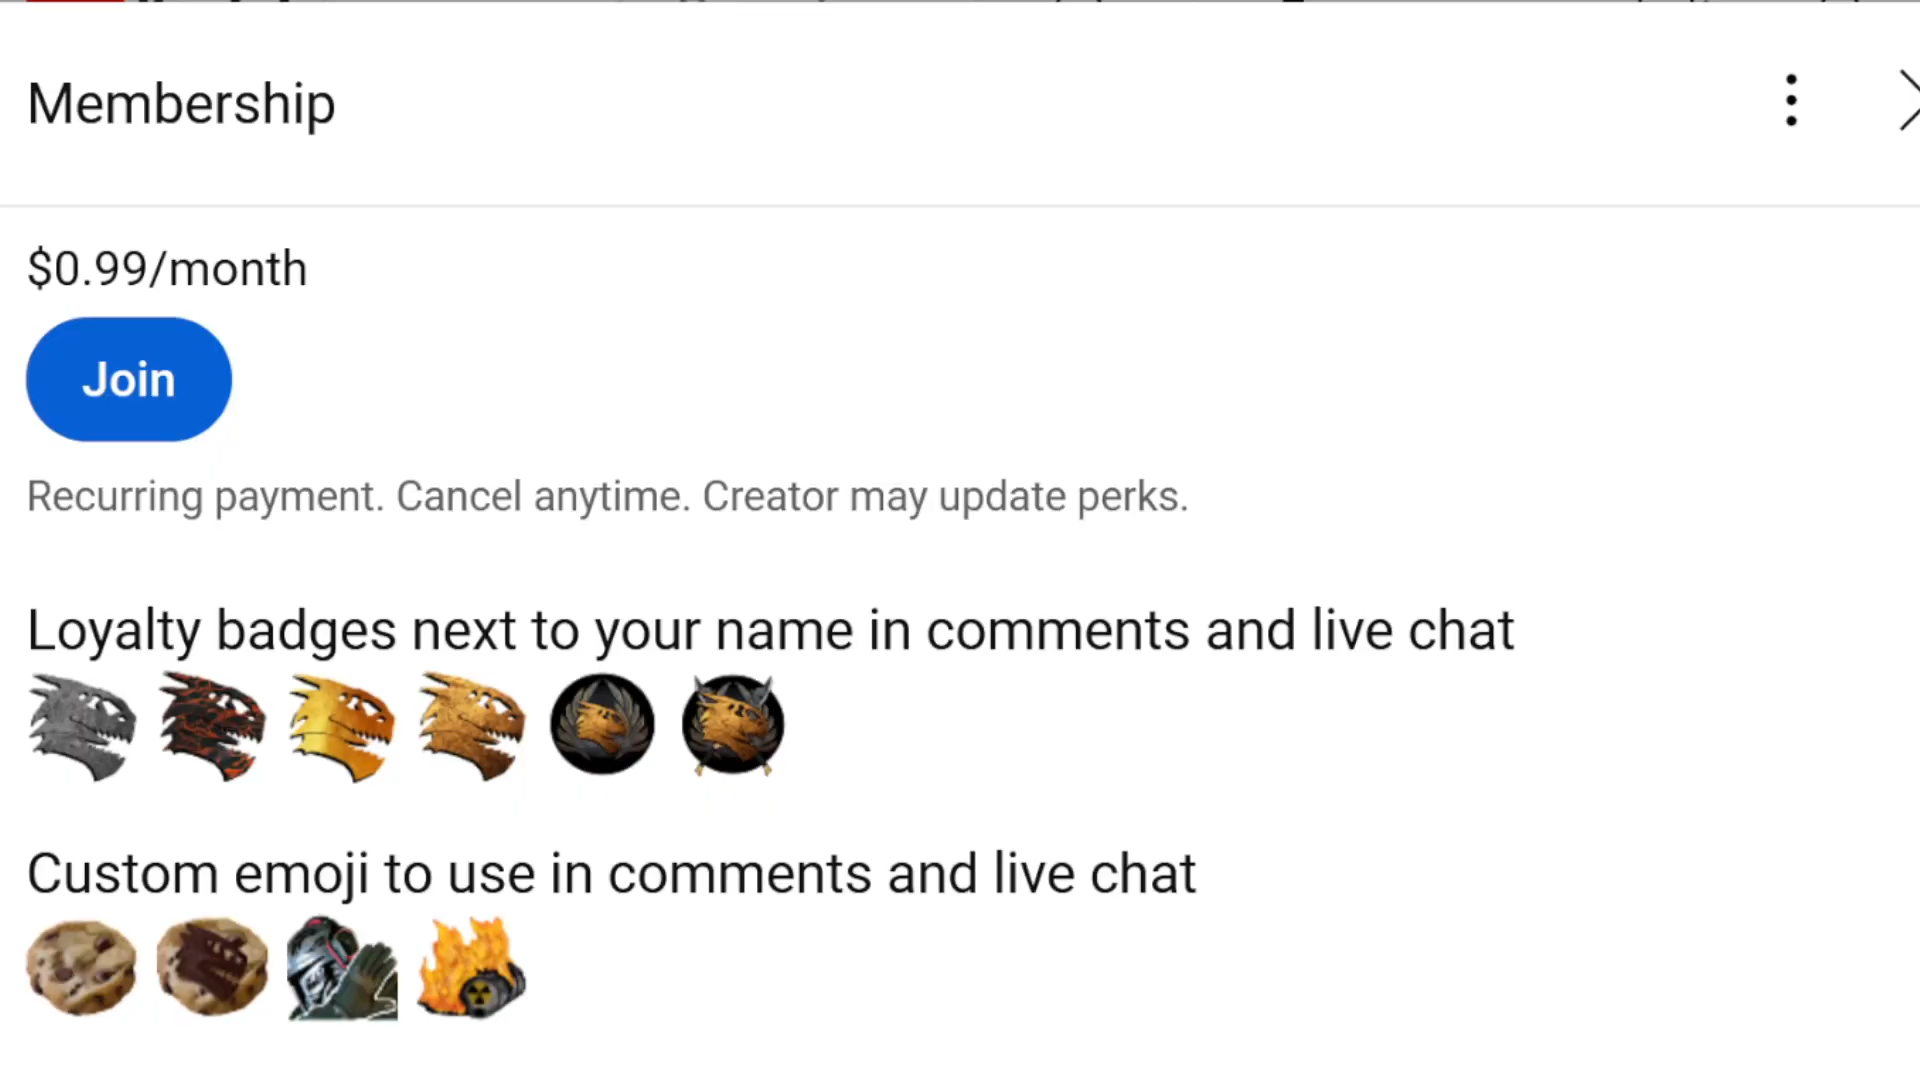 Membership
$0.99/month
Join
Recurring payment. Cancel anytime. Creator may update perks.
Loyalty badges next to your name in comments and live chat
Custom emoji to use in comments and live chat